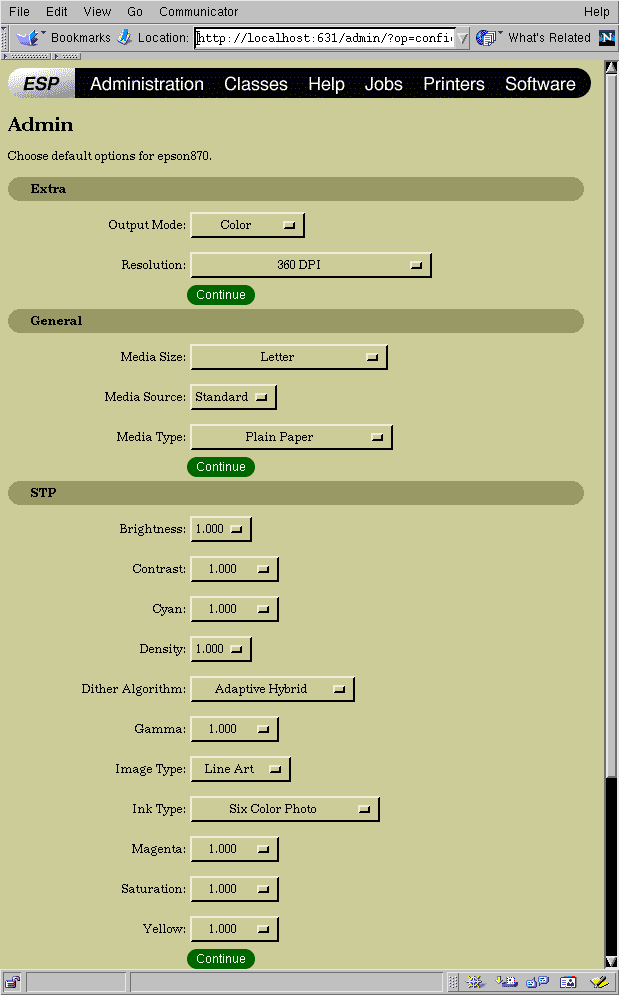 File Edit View Go Communicator Help
Bookmarks Location: http://localhost:631/admin/?op=confi What's Related N
ESP Administration Classes Help Jobs Printers Software
Admin
Choose default options for epson870.
Extra
Output Mode: Color
Resolution: 360 DPI
Continue
General
Media Size: Letter
Media Source: Standard
Media Type: Plain Paper
Continue
STP
Brightness: 1.000
Contrast: 1.000
Cyan: 1.000
Density: 1.000
Dither Algorithm: Adaptive Hybrid
Gamma: 1.000
Image Type: Line Art
Ink Type: Six Color Photo
Magenta: 1.000
Saturation: 1.000
Yellow: 1.000
Continue